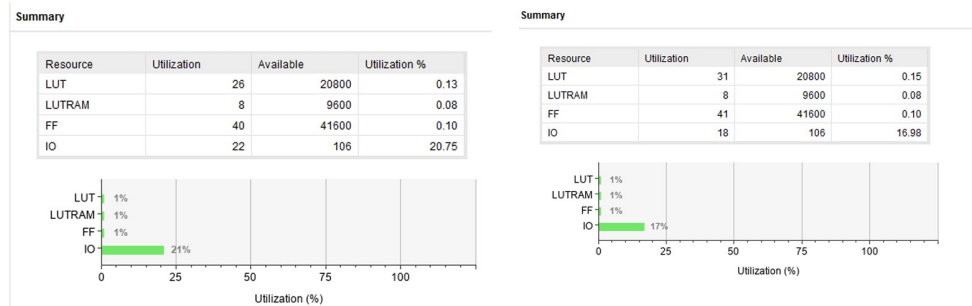 Summary
Resource Utilization Available Utilization %
LUT 26 20800 0.13
LUTRAM 8 9600 0.08
FF 40 41600 0.10
IO 22 106 20.75
LUT 1%
LUTRAM 1%
FF 1%
IO 21%
0 25 50 75 100
Utilization (%)
Summary
Resource Utilization Available Utilization %
LUT 31 20800 0.15
LUTRAM 8 9600 0.08
FF 41 41600 0.10
IO 18 106 16.98
LUT 1%
LUTRAM 1%
FF 1%
IO 17%
0 25 50 75 100
Utilization (%)